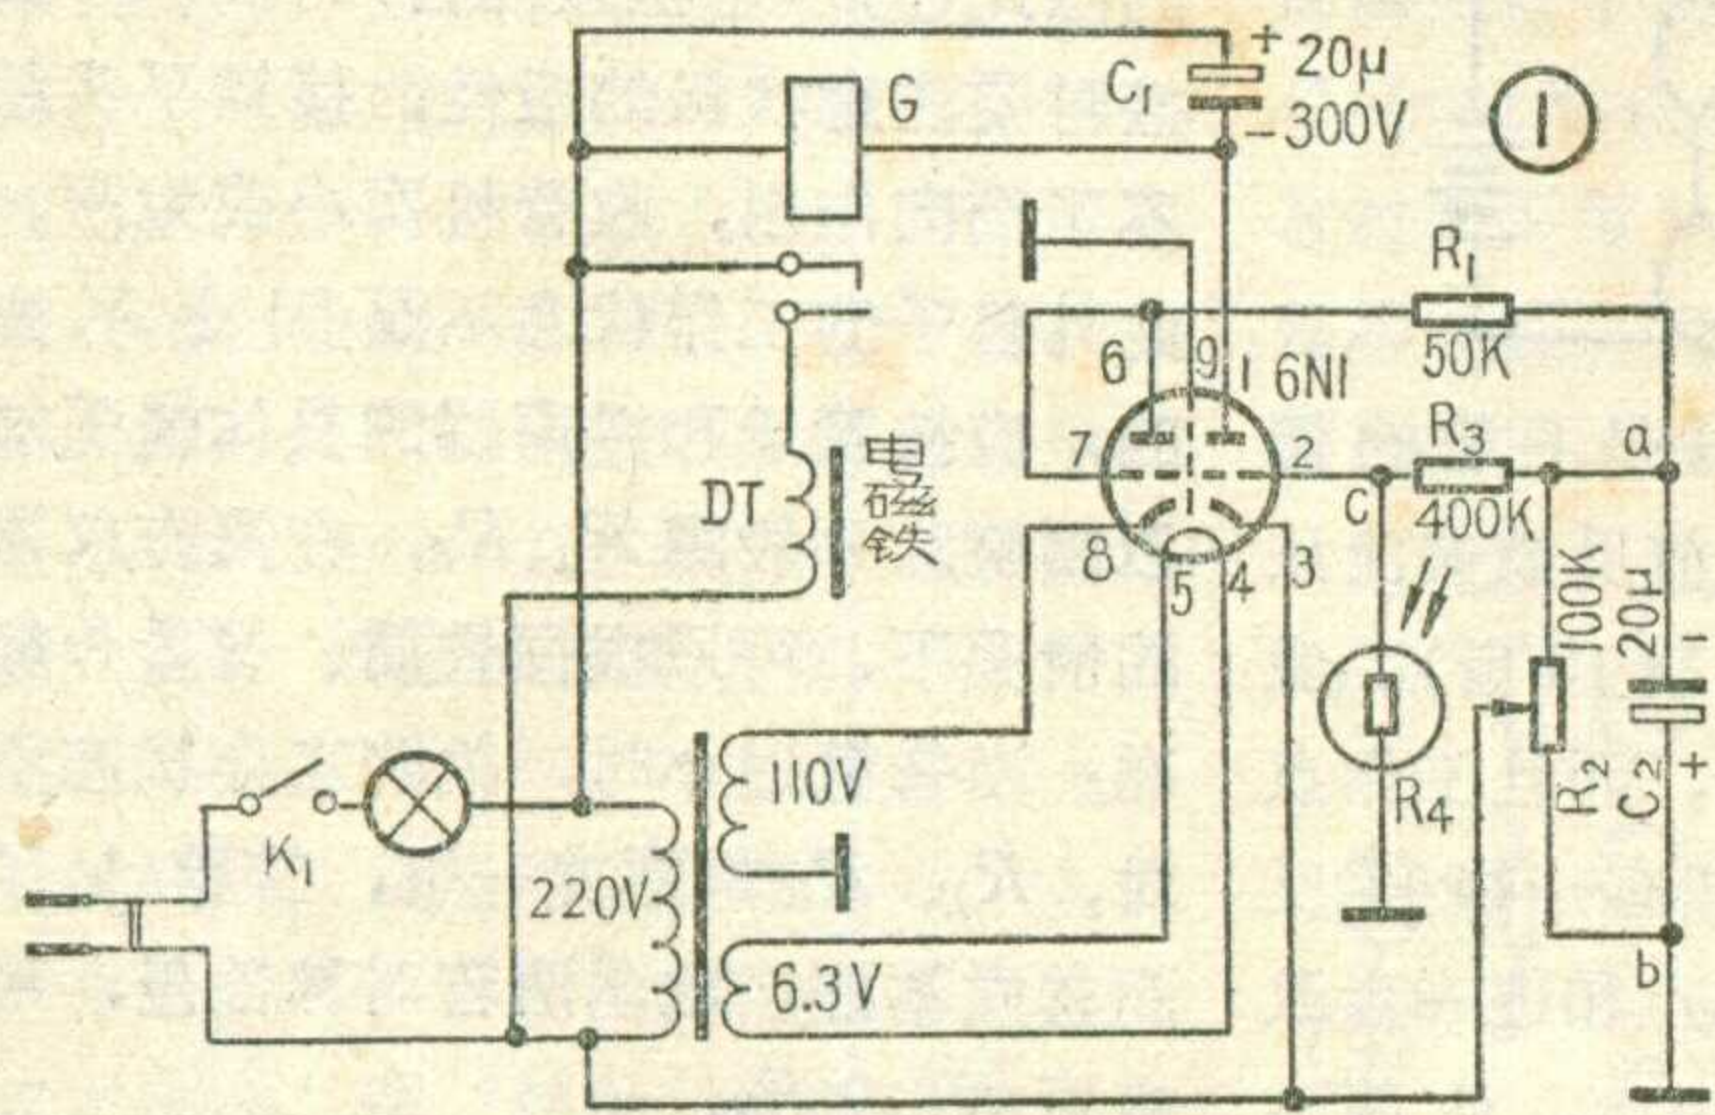 +
20μ
C₁
-300V
①
G
R₁
50K
6
9
1
6N1
7
2
R₃
a
c
400K
DT
电磁铁
8
5
4
3
100K
20μ
-
110V
R₄
R₂
C₂
+
K₁
220V
6.3V
b